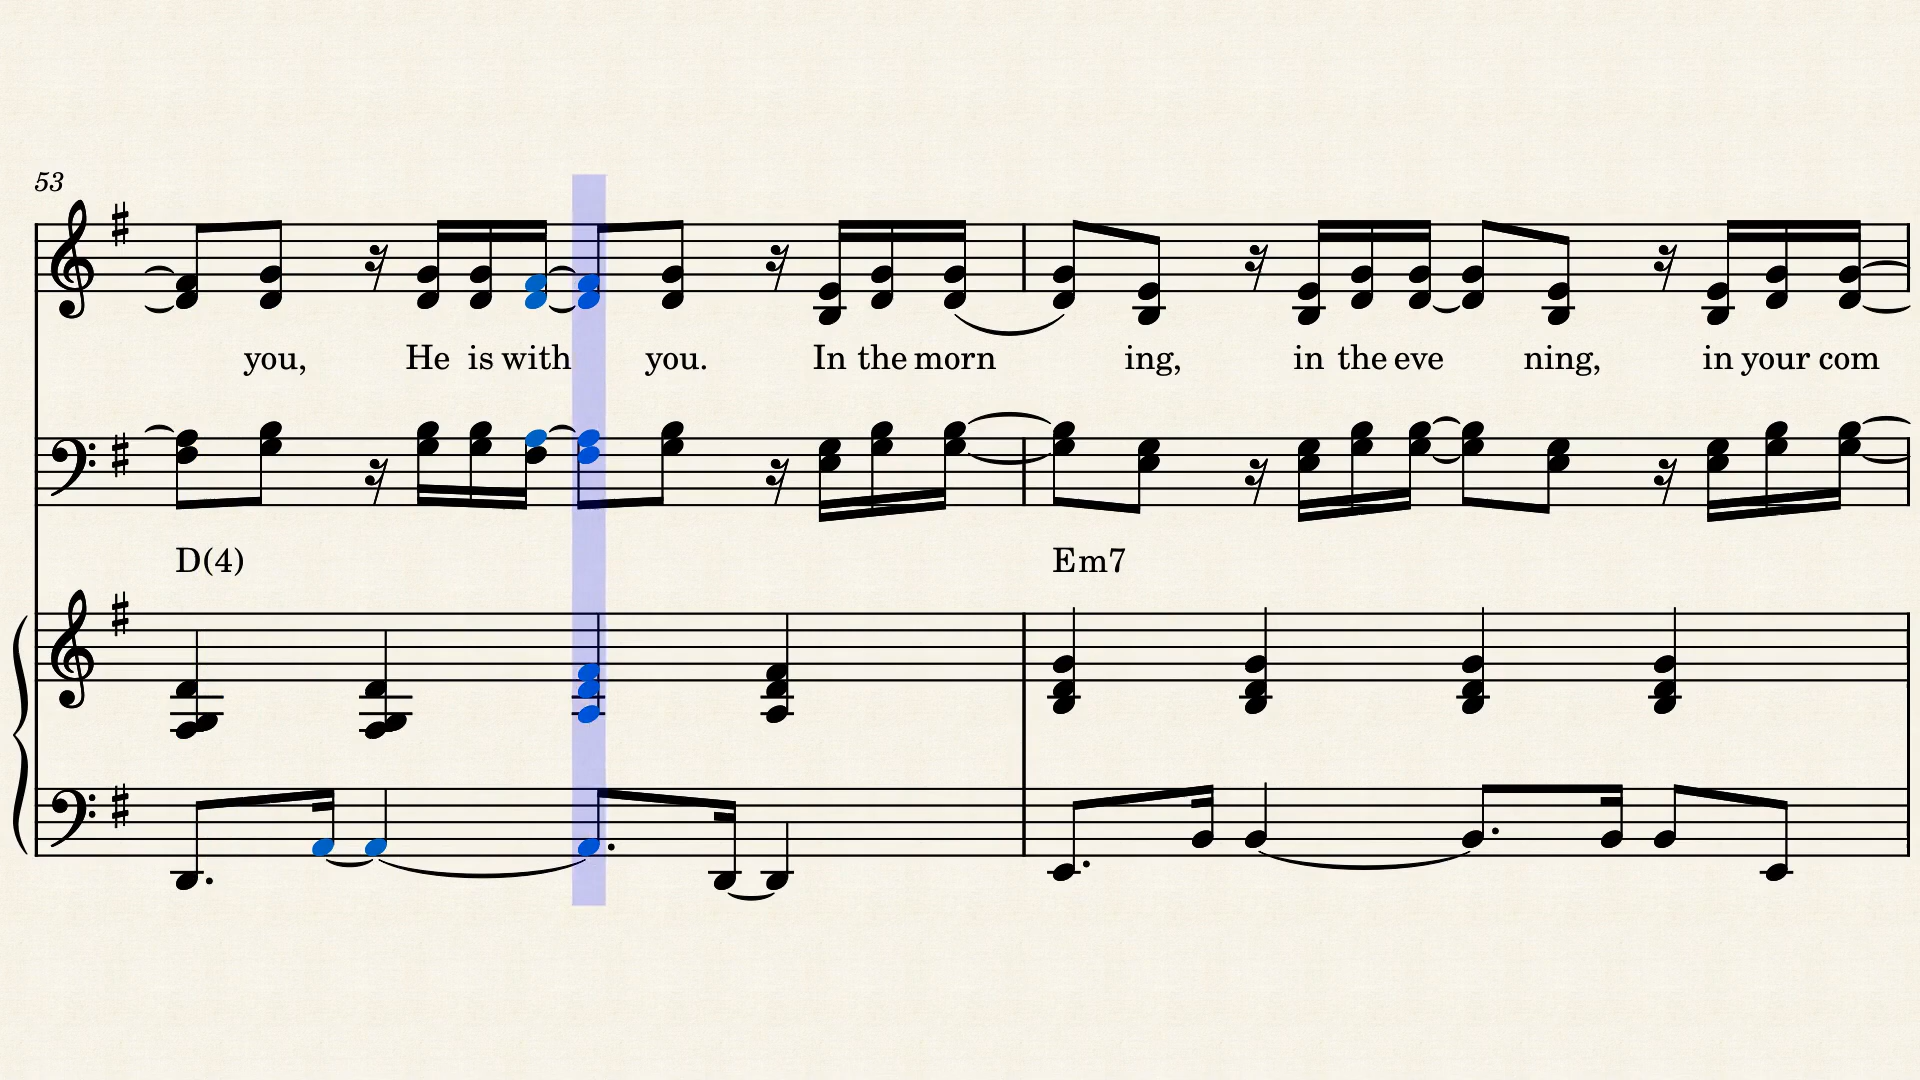 53
you, He is with you. In the morn ing, in the eve ning, in your com
D(4) Em7